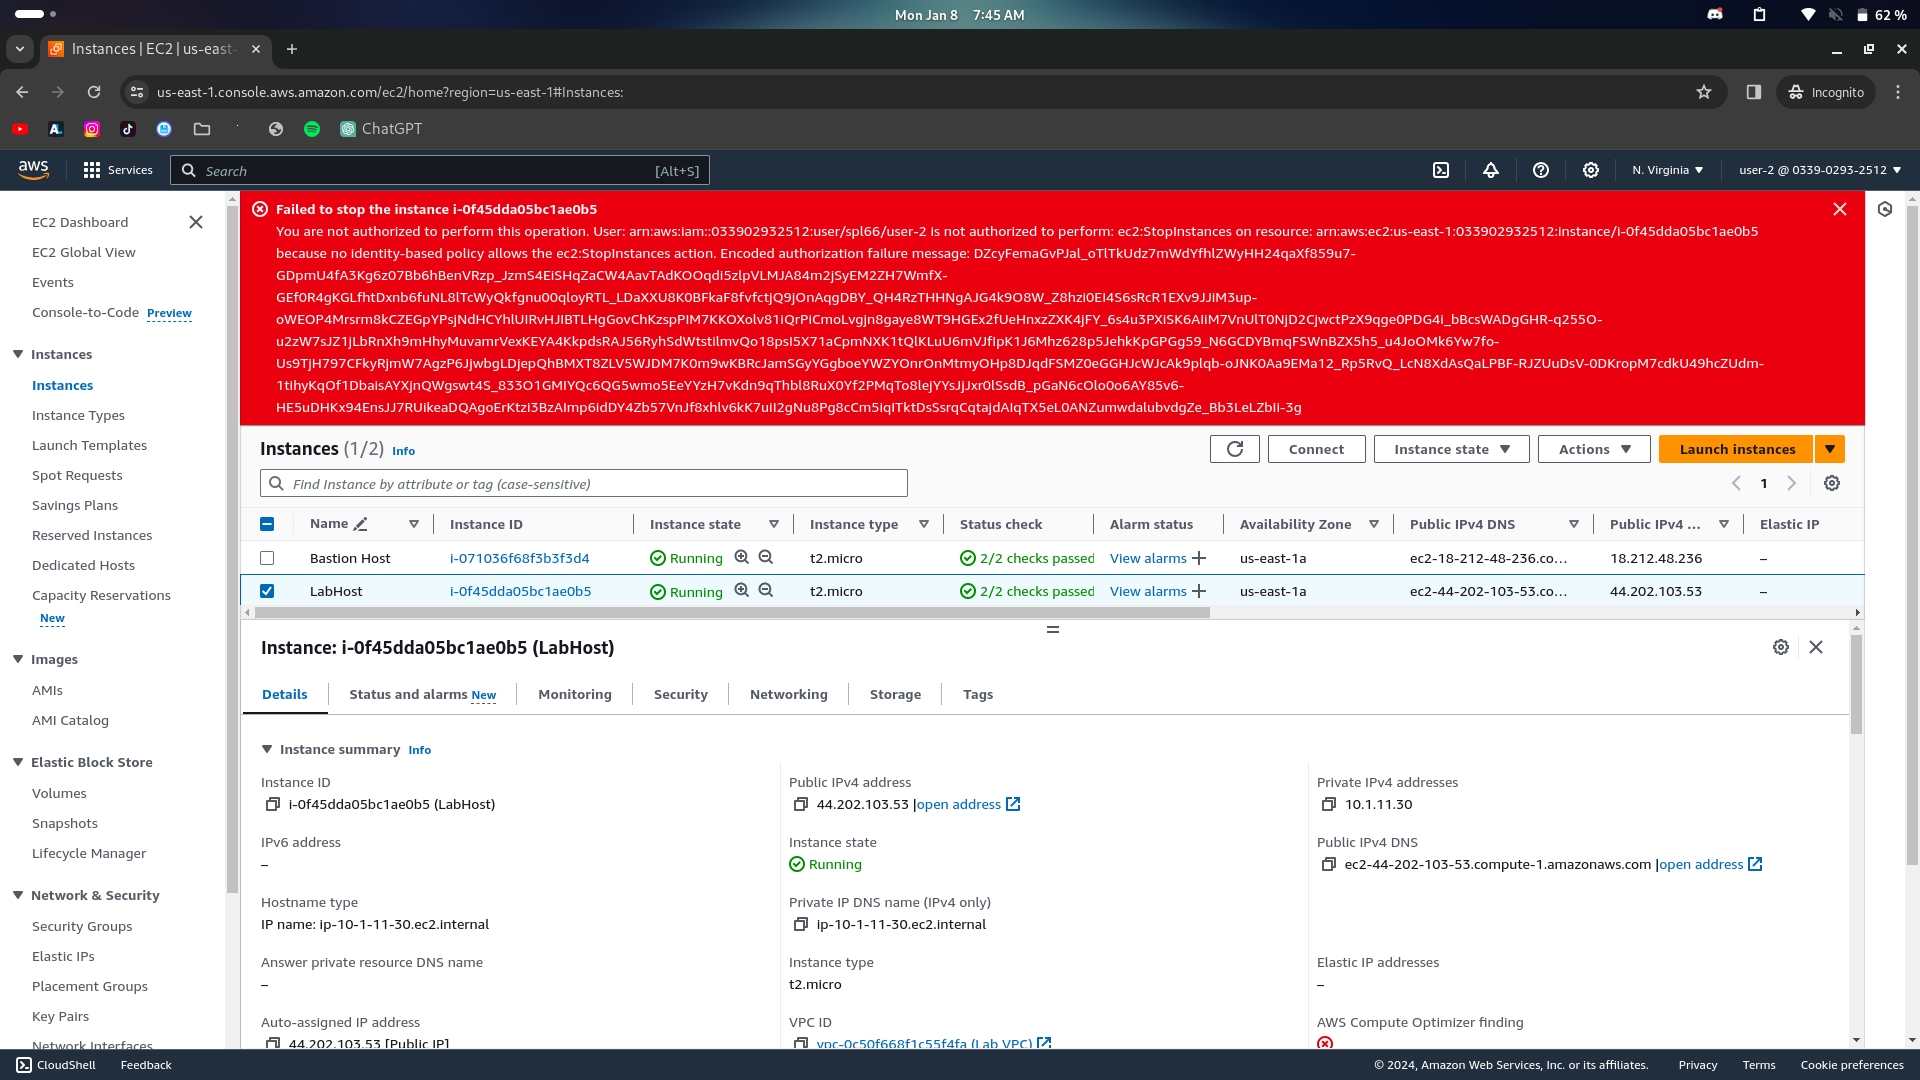 Mon Jan 8 7:45 AM
62 %
Instances | EC2 | us-east-
us-east-1.console.aws.amazon.com/ec2/home?region=us-east-1#Instances:
Incognito
ChatGPT
aws
Services
Search
[Alt+S]
N. Virginia
user-2 @ 0339-0293-2512
EC2 Dashboard
EC2 Global View
Events
Console-to-Code Preview
Instances
Instances
Instance Types
Launch Templates
Spot Requests
Savings Plans
Reserved Instances
Dedicated Hosts
Capacity Reservations
New
Images
AMIs
AMI Catalog
Elastic Block Store
Volumes
Snapshots
Lifecycle Manager
Network & Security
Security Groups
Elastic IPs
Placement Groups
Key Pairs
Network Interfaces
Failed to stop the instance i-0f45dda05bc1ae0b5
You are not authorized to perform this operation. User: arn:aws:iam::033902932512:user/spl66/user-2 is not authorized to perform: ec2:StopInstances on resource: arn:aws:ec2:us-east-1:033902932512:instance/i-0f45dda05bc1ae0b5
because no identity-based policy allows the ec2:StopInstances action. Encoded authorization failure message: DZcyFemaGvPJal_oTlTkUdz7mWdYfhlZWyHH24qaXf859u7-
GDpmU4fA3Kg6z07Bb6hBenVRzp_JzmS4EiSHqZaCW4AavTAdKOOqdi5zlpVLMJA84m2jSyEM2ZH7WmfX-
GEf0R4gKGLfhtDxnb6fuNL8lTcWyQkfgnu00qloyRTL_LDaXXU8K0BFkaF8fvfctjQ9jOnAqgDBY_QH4RzTHHNgAJG4k9O8W_Z8hzi0EI4S6sRcR1EXv9JJiM3up-
oWEOP4Mrsrm8kCZEGpYPsjNdHCYhlUIRvHJIBTLHgGovChKzspPIM7KKOXolv81iQrPiCmoLvgjn8gaye8WT9HGEx2fUeHnxzZXK4jFY_6s4u3PXiSK6AIiM7VnUlT0NjD2CjwctPzX9qge0PDG4i_bBcsWADgGHR-q255O-
u2zW7sJZ1jLbRnXh9mHhyMuvamrVexKEYA4KkpdsRAJ56RyhSdWtstilmvQo18psI5X71aCpmNXK1tQlKLuU6mVJfIpK1J6Mhz628p5JehkKpGPGg59_N6GCDYBmqFSWnBZX5h5_u4JoOMk6Yw7fo-
Us9TjH797CFkyRjmW7AgzP6JjwbgLDjepQhBMXT8ZLV5WJDM7K0m9wKBRcJamSGyYGgboeYWZYOnrOnMtmyOHp8DJqdFSMZ0eGGHJcWJcAk9plqb-oJNK0Aa9EMa12_Rp5RvQ_LcN8XdAsQaLPBF-RJZUuDsV-0DKropM7cdkU49hcZUdm-
1tihyKqOf1DbaisAYXjnQWgswt4S_833O1GMIYQc6QG5wmo5EeYYzH7vKdn9qThbl8RuX0Yf2PMqTo8lejYYsJjJxr0lSsdB_pGaN6cOlo0o6AY85v6-
HE5uDHKx94EnsJJ7RUikeaDQAgoErKtzi3BzAImp6idDY4Zb57VnJf8xhlv6kK7uiI2gNu8Pg8cCm5iqITktDsSsrqCqtajdAIqTX5eL0ANZumwdalubvdgZe_Bb3LeLZbIi-3g
Instances (1/2) Info
Connect
Instance state
Actions
Launch instances
Find Instance by attribute or tag (case-sensitive)
1
Name Instance ID Instance state Instance type Status check Alarm status Availability Zone Public IPv4 DNS Public IPv4 ... Elastic IP
Bastion Host i-071036f68f3b3f3d4 Running t2.micro 2/2 checks passed View alarms us-east-1a ec2-18-212-48-236.co... 18.212.48.236 –
LabHost i-0f45dda05bc1ae0b5 Running t2.micro 2/2 checks passed View alarms us-east-1a ec2-44-202-103-53.co... 44.202.103.53 –
Instance: i-0f45dda05bc1ae0b5 (LabHost)
Details Status and alarms New Monitoring Security Networking Storage Tags
Instance summary Info
Instance ID
i-0f45dda05bc1ae0b5 (LabHost)
Public IPv4 address
44.202.103.53 |open address
Private IPv4 addresses
10.1.11.30
IPv6 address
–
Instance state
Running
Public IPv4 DNS
ec2-44-202-103-53.compute-1.amazonaws.com |open address
Hostname type
IP name: ip-10-1-11-30.ec2.internal
Private IP DNS name (IPv4 only)
ip-10-1-11-30.ec2.internal
Answer private resource DNS name
–
Instance type
t2.micro
Elastic IP addresses
–
Auto-assigned IP address
44.202.103.53 [Public IP]
VPC ID
vpc-0c50f668f1c55f4fa (Lab VPC)
AWS Compute Optimizer finding
CloudShell
Feedback
© 2024, Amazon Web Services, Inc. or its affiliates.
Privacy
Terms
Cookie preferences